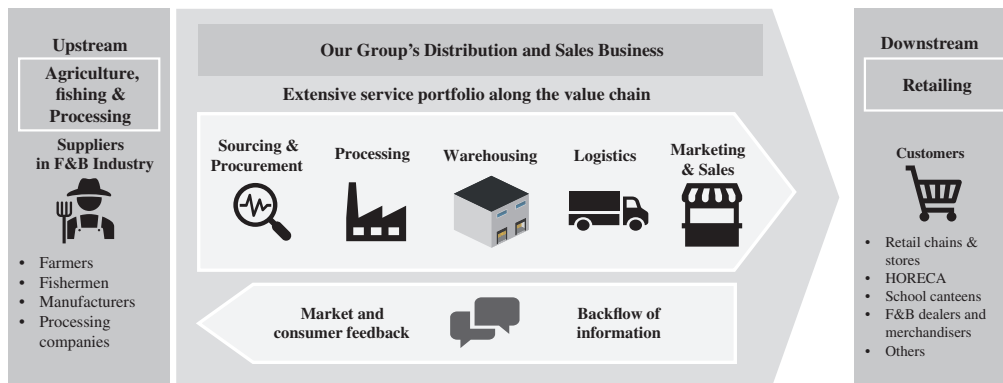 Upstream
Agriculture,
fishing &
Processing
Suppliers
in F&B Industry
• Farmers
• Fishermen
• Manufacturers
• Processing
companies
Our Group's Distribution and Sales Business
Extensive service portfolio along the value chain
Sourcing &
Procurement
Processing
Warehousing
Logistics
Marketing
& Sales
Market and
consumer feedback
Backflow of
information
Downstream
Retailing
Customers
• Retail chains &
stores
• HORECA
• School canteens
• F&B dealers and
merchandisers
• Others